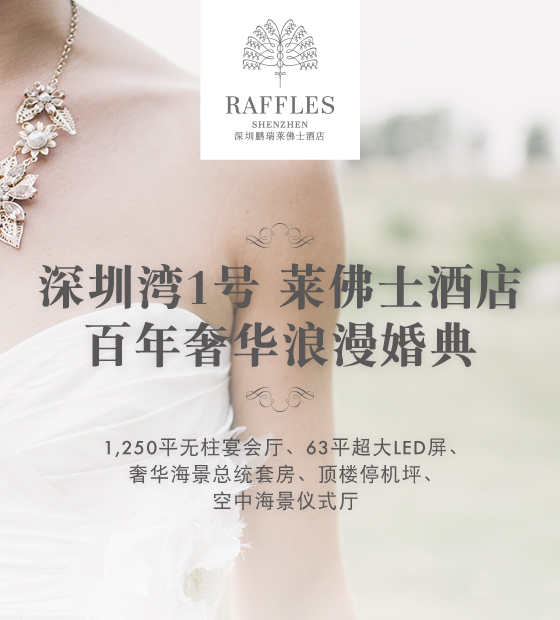 RAFFLES
SHENZHEN
深圳鹏瑞莱佛士酒店
深圳湾1号 莱佛士酒店
百年奢华浪漫婚典
1,250平无柱宴会厅、63平超大LED屏、
奢华海景总统套房、顶楼停机坪、
空中海景仪式厅